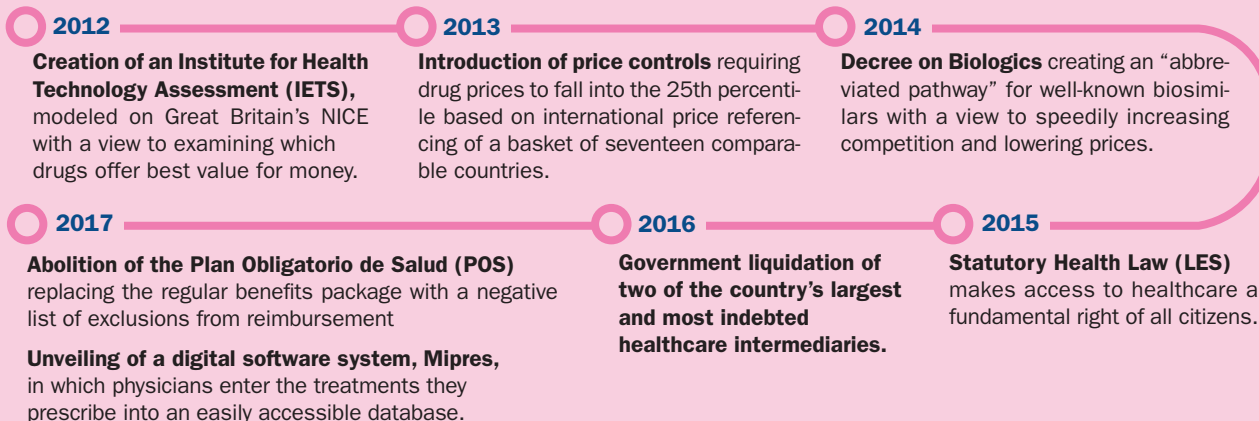 2012
Creation of an Institute for Health
Technology Assessment (IETS),
modeled on Great Britain's NICE
with a view to examining which
drugs offer best value for money.
2013
Introduction of price controls requiring
drug prices to fall into the 25th percenti-
le based on international price referen-
cing of a basket of seventeen compara-
ble countries.
2014
Decree on Biologics creating an “abbre-
viated pathway” for well-known biosimi-
lars with a view to speedily increasing
competition and lowering prices.
2015
Statutory Health Law (LES)
makes access to healthcare a
fundamental right of all citizens.
2016
Government liquidation of
two of the country's largest
and most indebted
healthcare intermediaries.
2017
Abolition of the Plan Obligatorio de Salud (POS)
replacing the regular benefits package with a negative
list of exclusions from reimbursement
Unveiling of a digital software system, Mipres,
in which physicians enter the treatments they
prescribe into an easily accessible database.